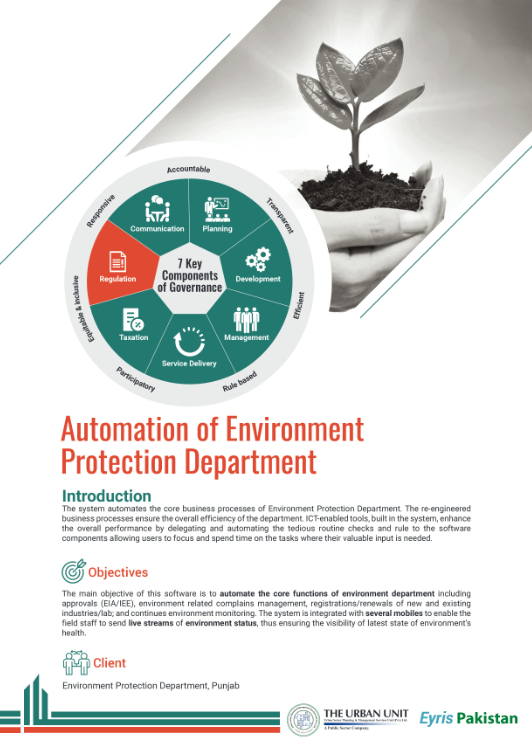 Accountable
Responsive
Transparent
Communication
Planning
7 Key
Components
of Governance
Regulation
Development
Equitable & Inclusive
Efficient
Taxation
Management
Service Delivery
Participatory
Rule based
Automation of Environment
Protection Department
Introduction
The system automates the core business processes of Environment Protection Department. The re-engineered
business processes ensure the overall efficiency of the department. ICT-enabled tools, built in the system, enhance
the overall performance by delegating and automating the tedious routine checks and rule to the software
components allowing users to focus and spend time on the tasks where their valuable input is needed.
Objectives
The main objective of this software is to automate the core functions of environment department including
approvals (EIA/IEE), environment related complains management, registrations/renewals of new and existing
industries/lab; and continues environment monitoring. The system is integrated with several mobiles to enable the
field staff to send live streams of environment status, thus ensuring the visibility of latest state of environment's
health.
Client
Environment Protection Department, Punjab
THE URBAN UNIT
Urban Sector Planning & Management Services Unit (Pvt) Ltd.
A Public Sector Company
Eyris Pakistan